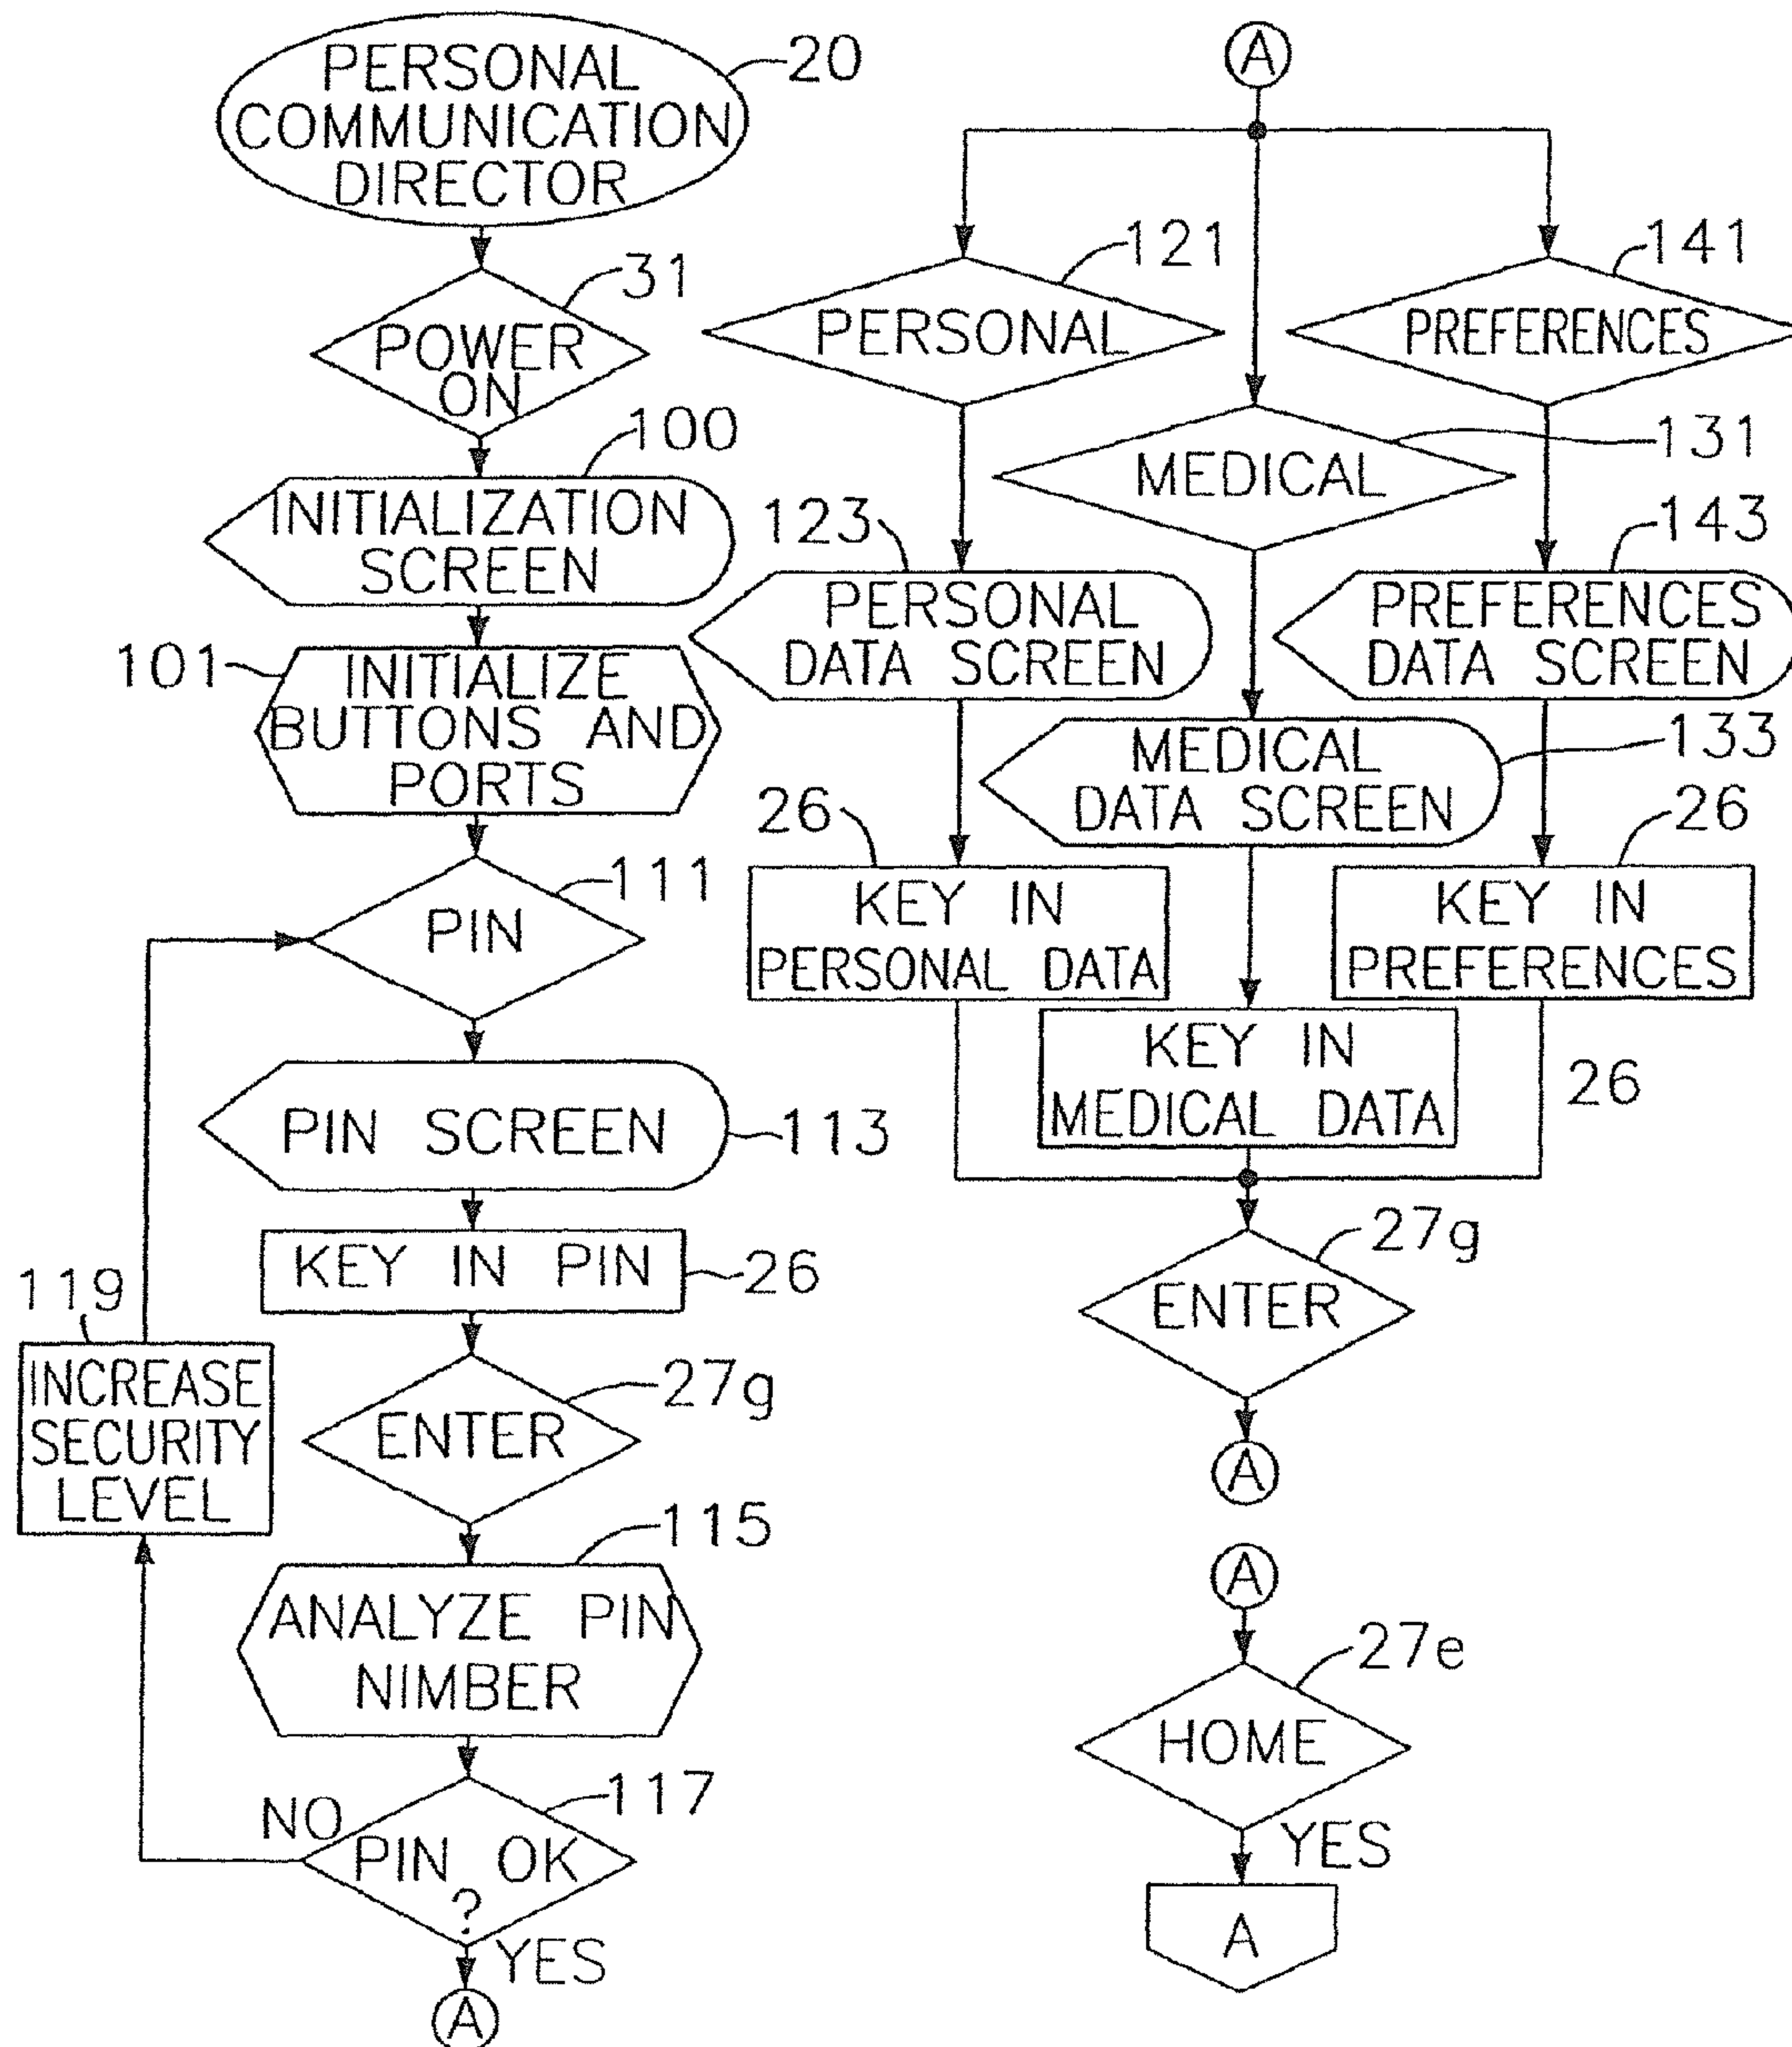 PERSONAL
COMMUNICATION
DIRECTOR
20
31
POWER
ON
100
INITIALIZATION
SCREEN
101
INITIALIZE
BUTTONS AND
PORTS
111
PIN
PIN SCREEN
113
KEY IN PIN
26
119
INCREASE
SECURITY
LEVEL
27g
ENTER
115
ANALYZE PIN
NIMBER
117
NO
PIN OK
?
YES
A
A
121
PERSONAL
141
PREFERENCES
131
MEDICAL
123
PERSONAL
DATA SCREEN
143
PREFERENCES
DATA SCREEN
133
MEDICAL
DATA SCREEN
26
KEY IN
PERSONAL DATA
26
KEY IN
PREFERENCES
KEY IN
MEDICAL DATA
26
27g
ENTER
A
A
27e
HOME
YES
A